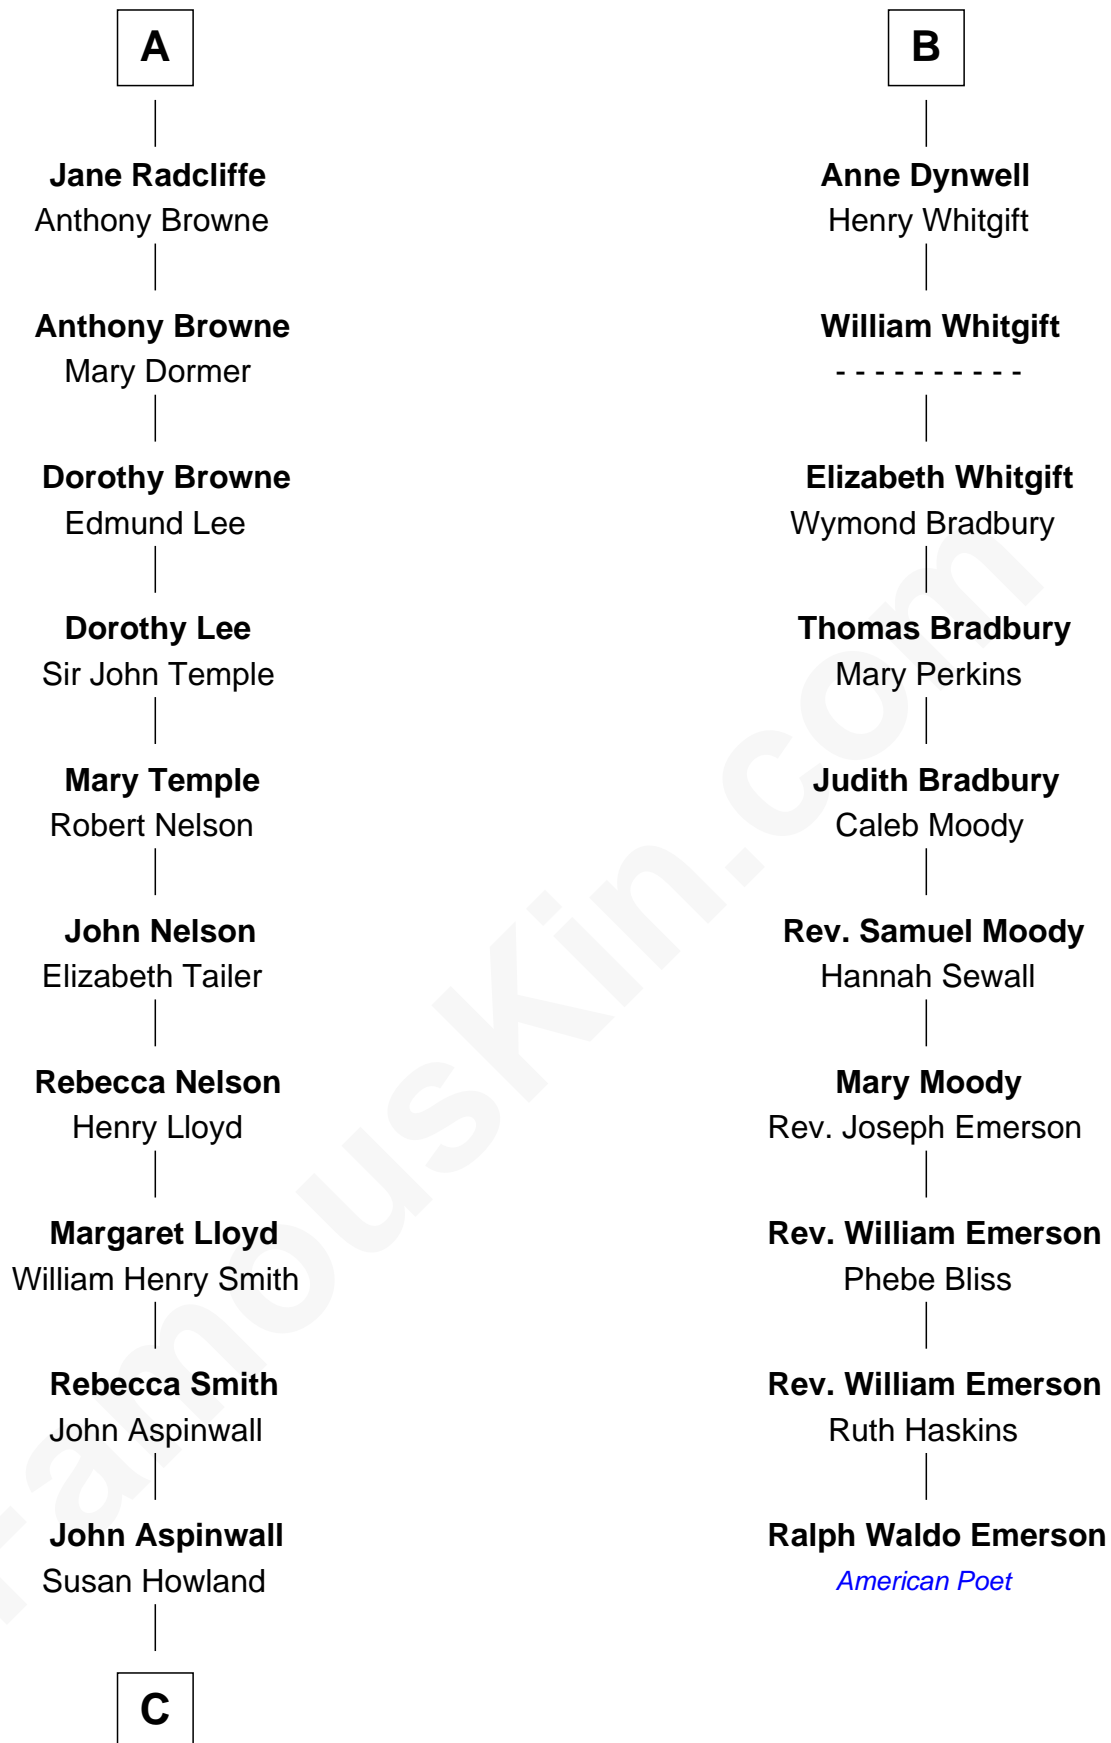 A
Jane Radcliffe
Anthony Browne
Anthony Browne
Mary Dormer
Dorothy Browne
Edmund Lee
Dorothy Lee
Sir John Temple
Mary Temple
Robert Nelson
John Nelson
Elizabeth Tailer
Rebecca Nelson
Henry Lloyd
Margaret Lloyd
William Henry Smith
Rebecca Smith
John Aspinwall
John Aspinwall
Susan Howland
C
B
Anne Dynwell
Henry Whitgift
William Whitgift
- - - - - - - - - -
Elizabeth Whitgift
Wymond Bradbury
Thomas Bradbury
Mary Perkins
Judith Bradbury
Caleb Moody
Rev. Samuel Moody
Hannah Sewall
Mary Moody
Rev. Joseph Emerson
Rev. William Emerson
Phebe Bliss
Rev. William Emerson
Ruth Haskins
Ralph Waldo Emerson
American Poet
FamousKin.com